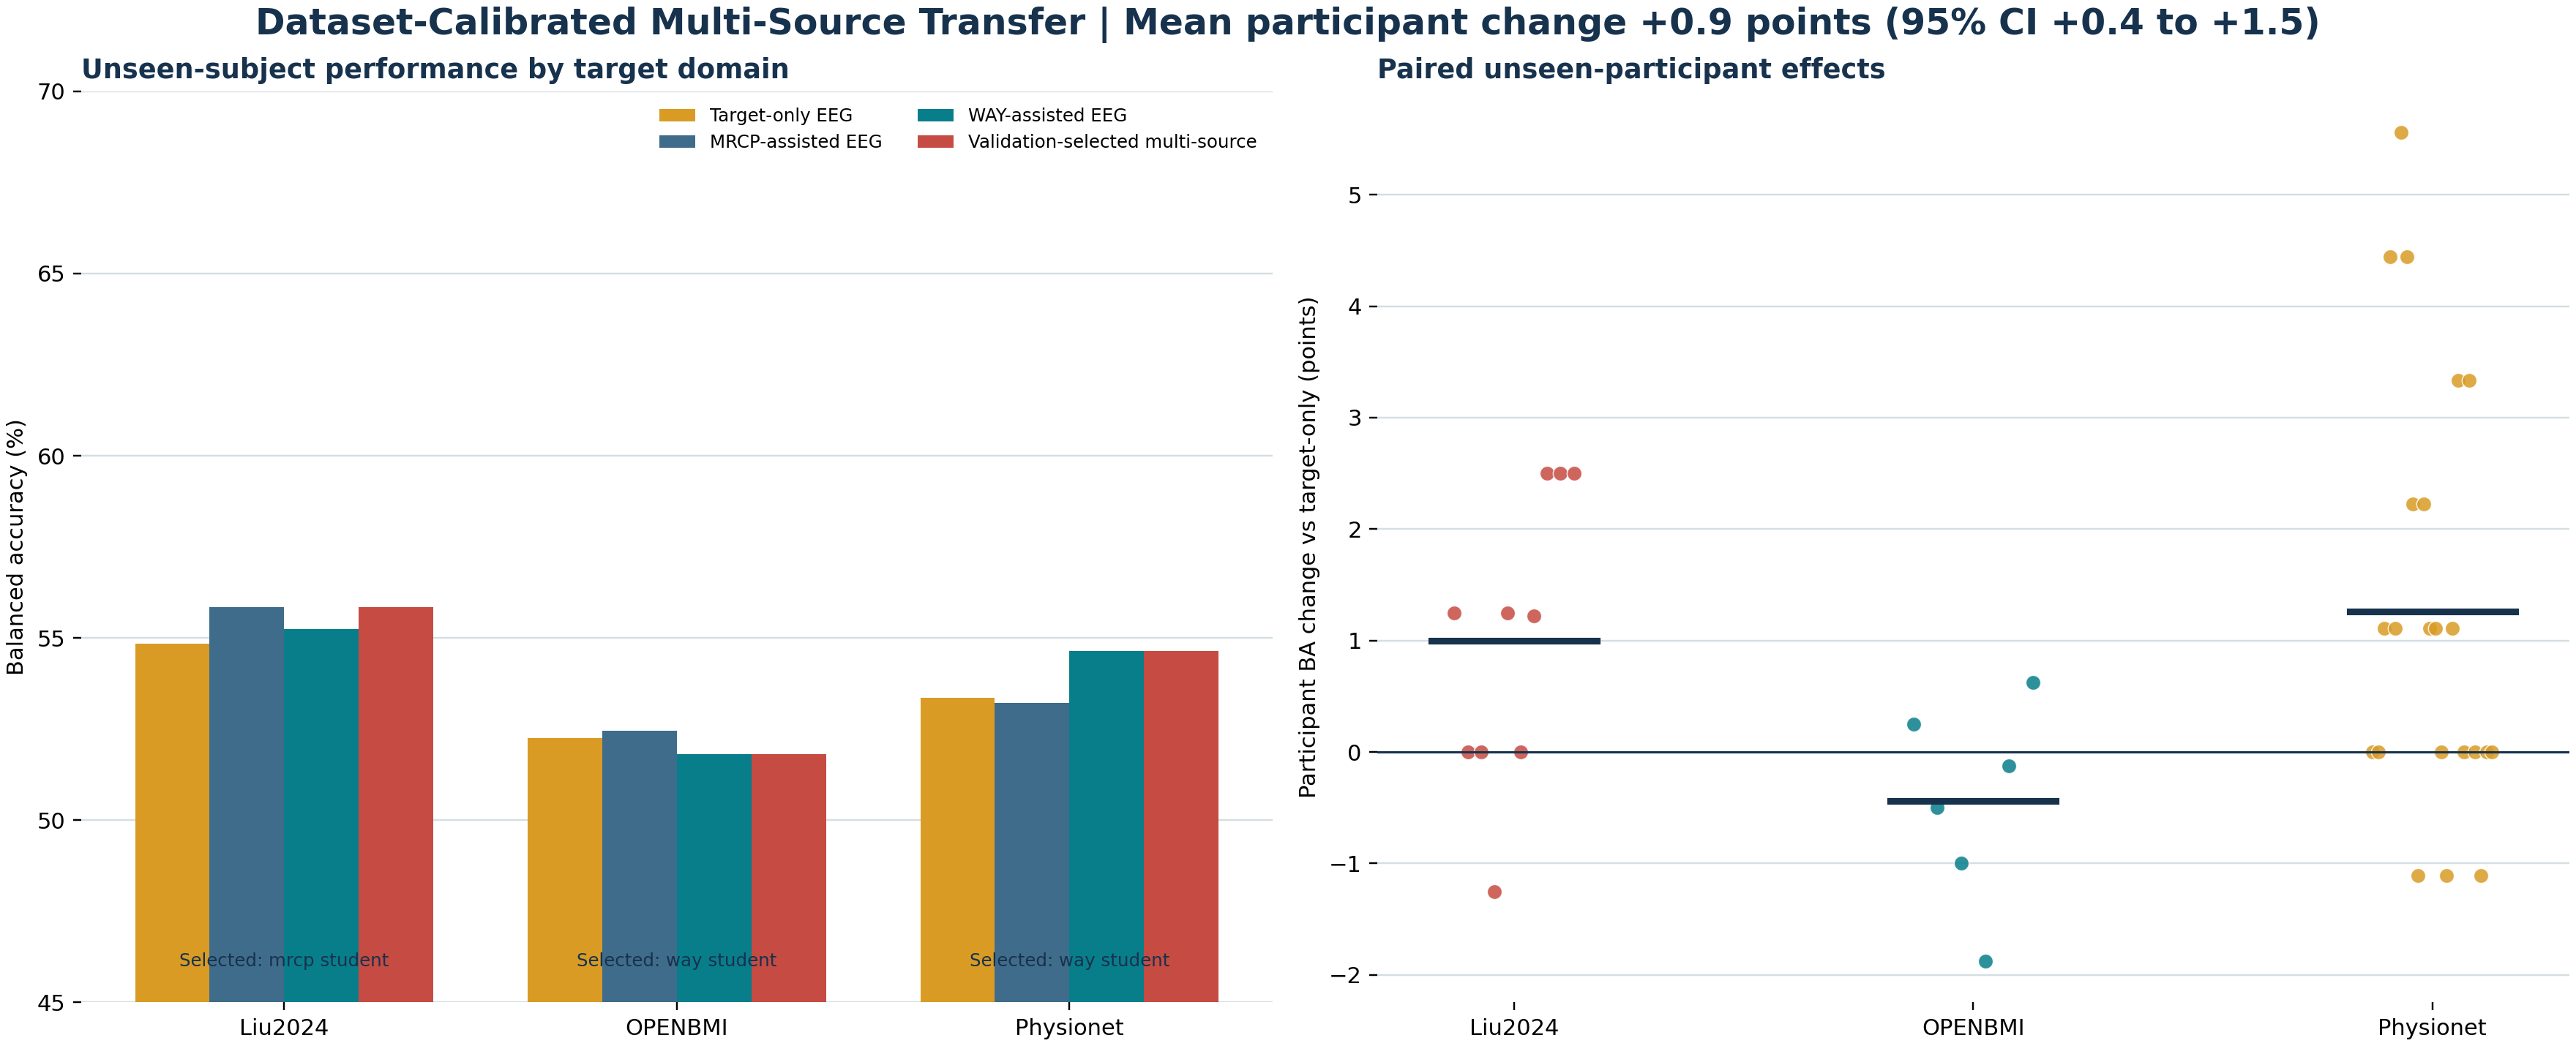 Dataset-Calibrated Multi-Source Transfer | Mean participant change +0.9 points (95% CI +0.4 to +1.5)
Unseen-subject performance by target domain
Target-only EEG
MRCP-assisted EEG
WAY-assisted EEG
Validation-selected multi-source
Balanced accuracy (%)
70
65
60
55
50
45
Selected: mrcp student
Selected: way student
Selected: way student
Liu2024
OPENBMI
Physionet
Paired unseen-participant effects
Participant BA change vs target-only (points)
5
4
3
2
1
0
−1
−2
Liu2024
OPENBMI
Physionet